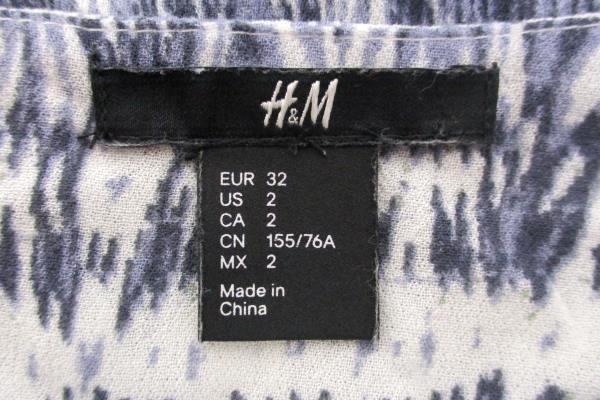 H&M
EUR 32
US 2
CA 2
CN 155/76A
MX 2
Made in
China